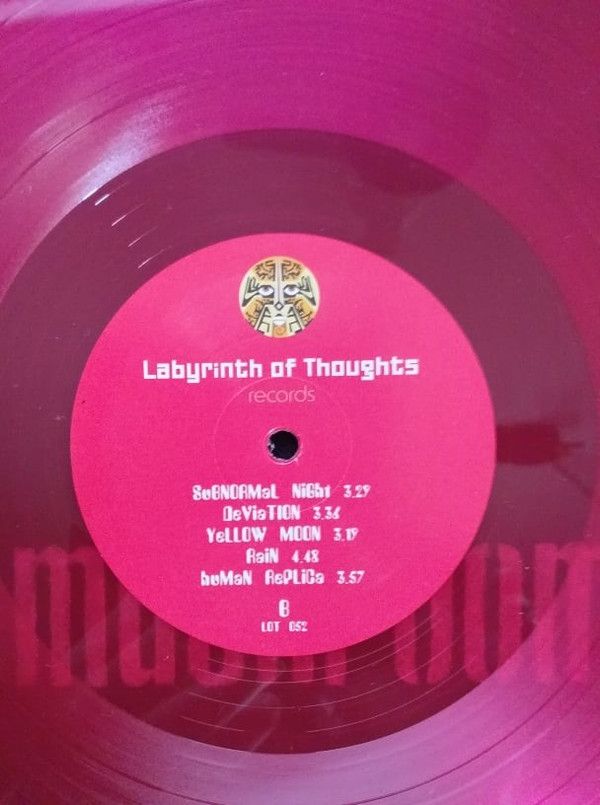 Labyrinth of Thoughts
records
SuBNORMaL NiGht 3.29
DeViaTION 3.36
YeLLOW MOON 3.19
RaiN 4.48
huMaN RePLiCa 3.57
B
LOT 052